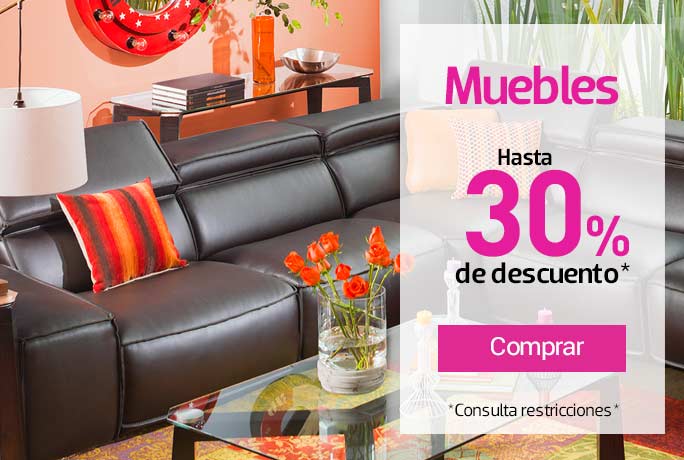 Muebles
Hasta
30%
de descuento*
Comprar
*Consulta restricciones*